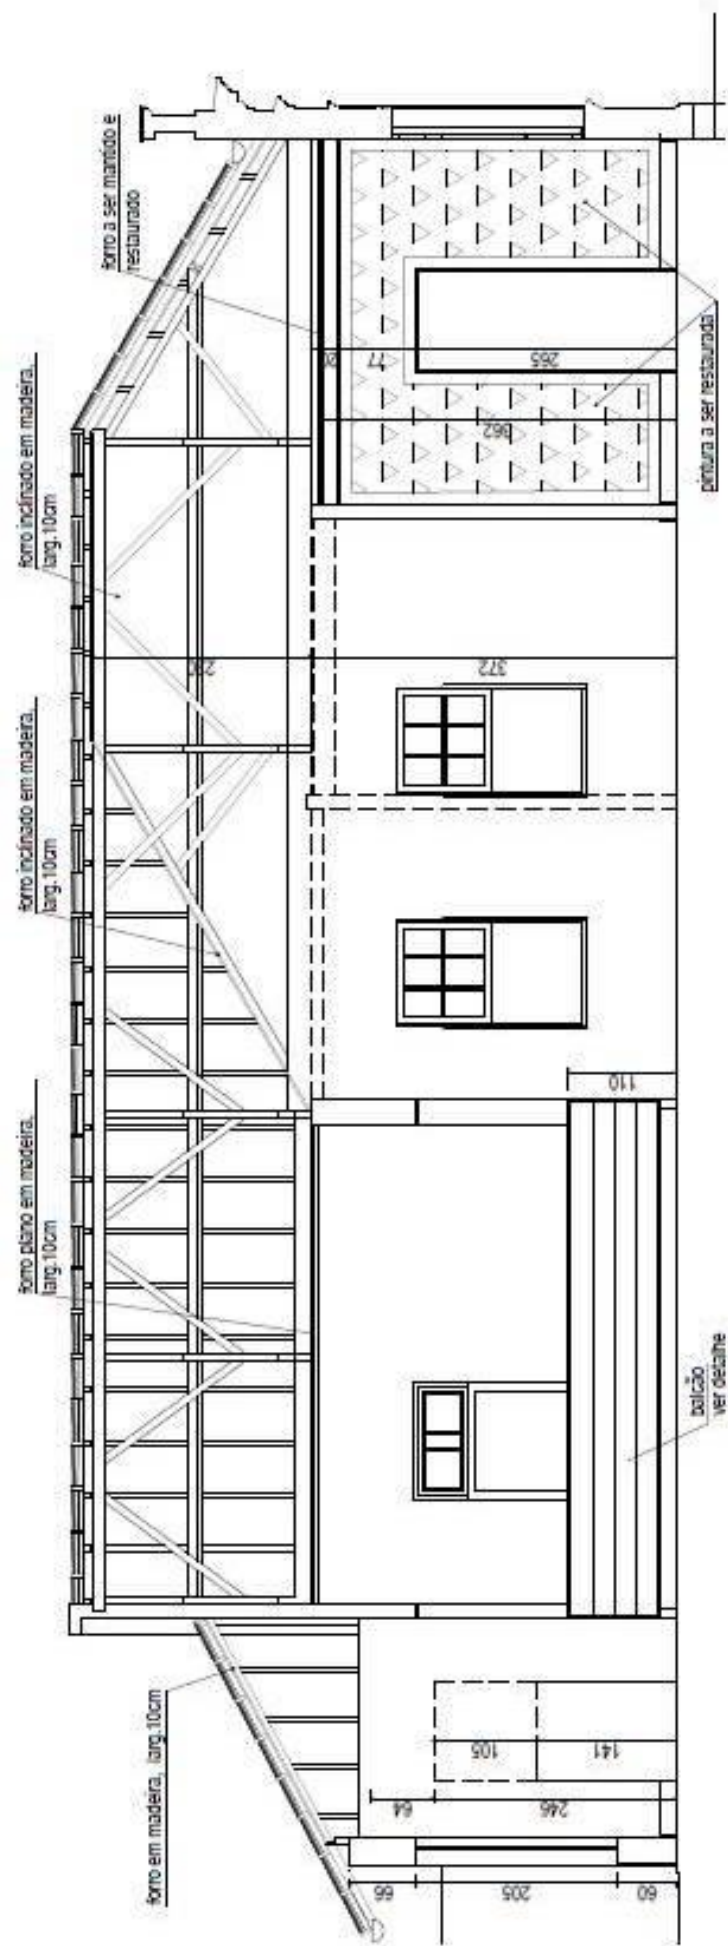 forro em madeira, larg.10cm
forro plano em madeira,
larg.10cm
forro inclinado em madeira,
larg.10cm
forro inclinado em madeira,
larg.10cm
forro a ser mantido e
restaurado
66
205
60
64
246
105
141
110
372
362
77
265
balcão
ver detalhe
pintura a ser restaurada